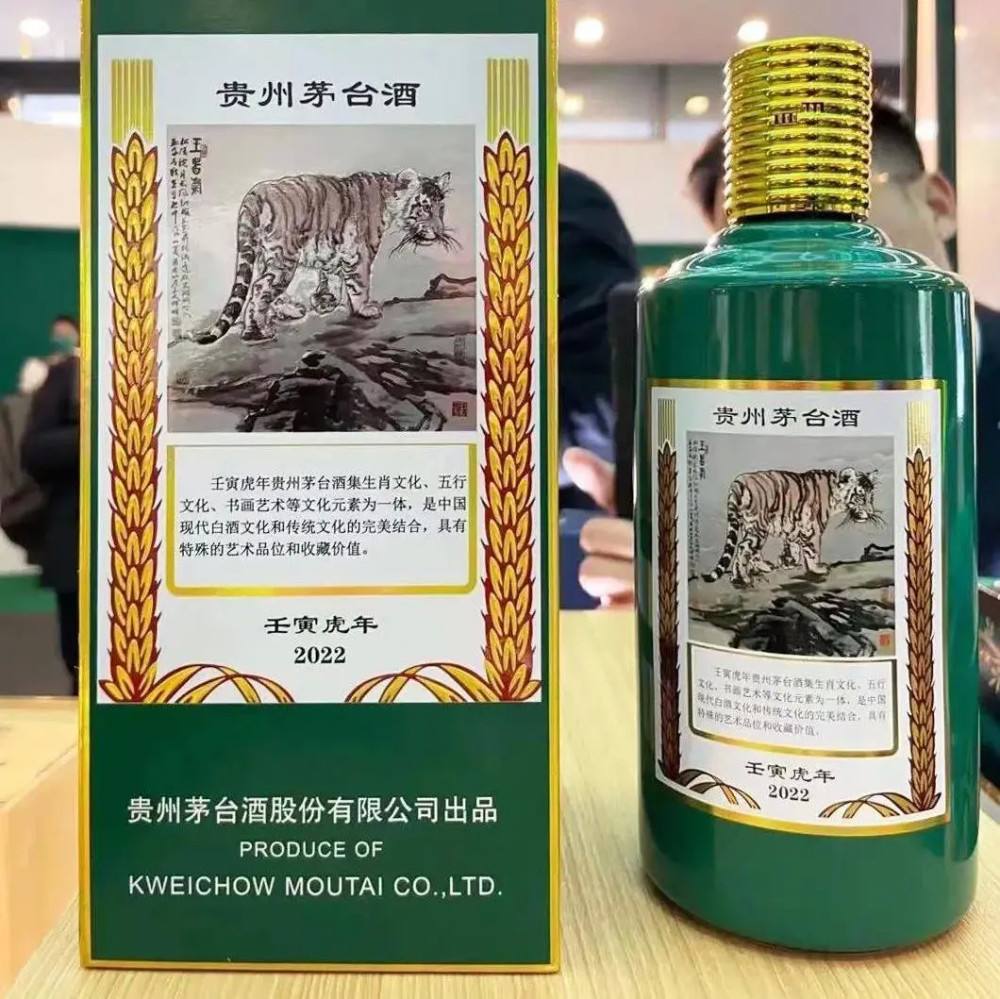 贵州茅台酒
王者图
壬寅虎年贵州茅台酒集生肖文化、五行
文化、书画艺术等文化元素为一体，是中国
现代白酒文化和传统文化的完美结合，具有
特殊的艺术品位和收藏价值。
壬寅虎年
2022
贵州茅台酒股份有限公司出品
PRODUCE OF
KWEICHOW MOUTAI CO.,LTD.
贵州茅台酒
壬寅虎年贵州茅台酒集生肖文化、五行
文化、书画艺术等文化元素为一体，是中国
现代白酒文化和传统文化的完美结合，具有
特殊的艺术品位和收藏价值。
壬寅虎年
2022